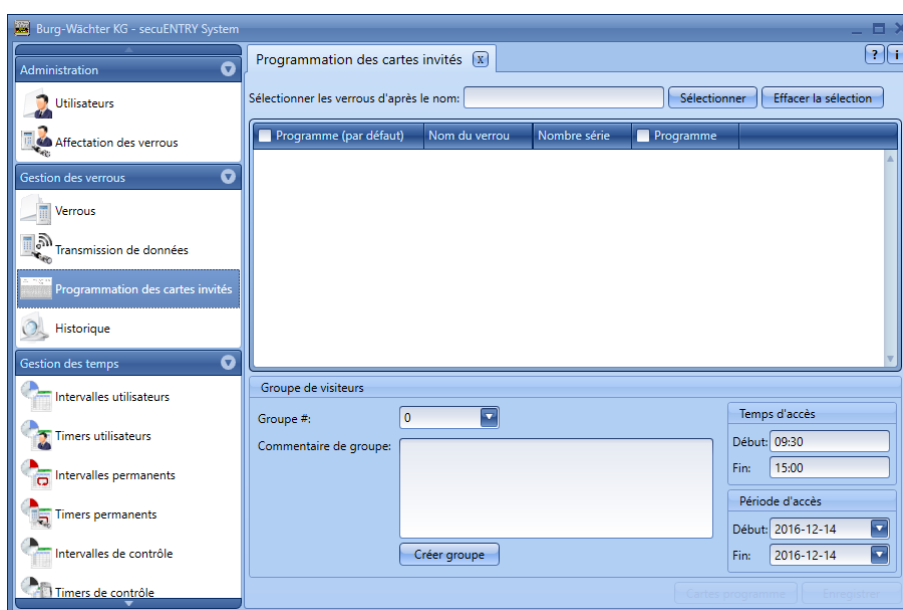 Burg-Wächter KG - secuENTRY System
Administration
Utilisateurs
Affectation des verrous
Gestion des verrous
Verrous
Transmission de données
Programmation des cartes invités
Historique
Gestion des temps
Intervalles utilisateurs
Timers utilisateurs
Intervalles permanents
Timers permanents
Intervalles de contrôle
Timers de contrôle
Programmation des cartes invités x
? i
Sélectionner les verrous d'après le nom: Sélectionner Effacer la sélection
Programme (par défaut) Nom du verrou Nombre série Programme
Groupe de visiteurs
Groupe #: 0
Commentaire de groupe:
Créer groupe
Temps d'accès
Début: 09:30
Fin: 15:00
Période d'accès
Début: 2016-12-14
Fin: 2016-12-14
Cartes programme Enregistrer